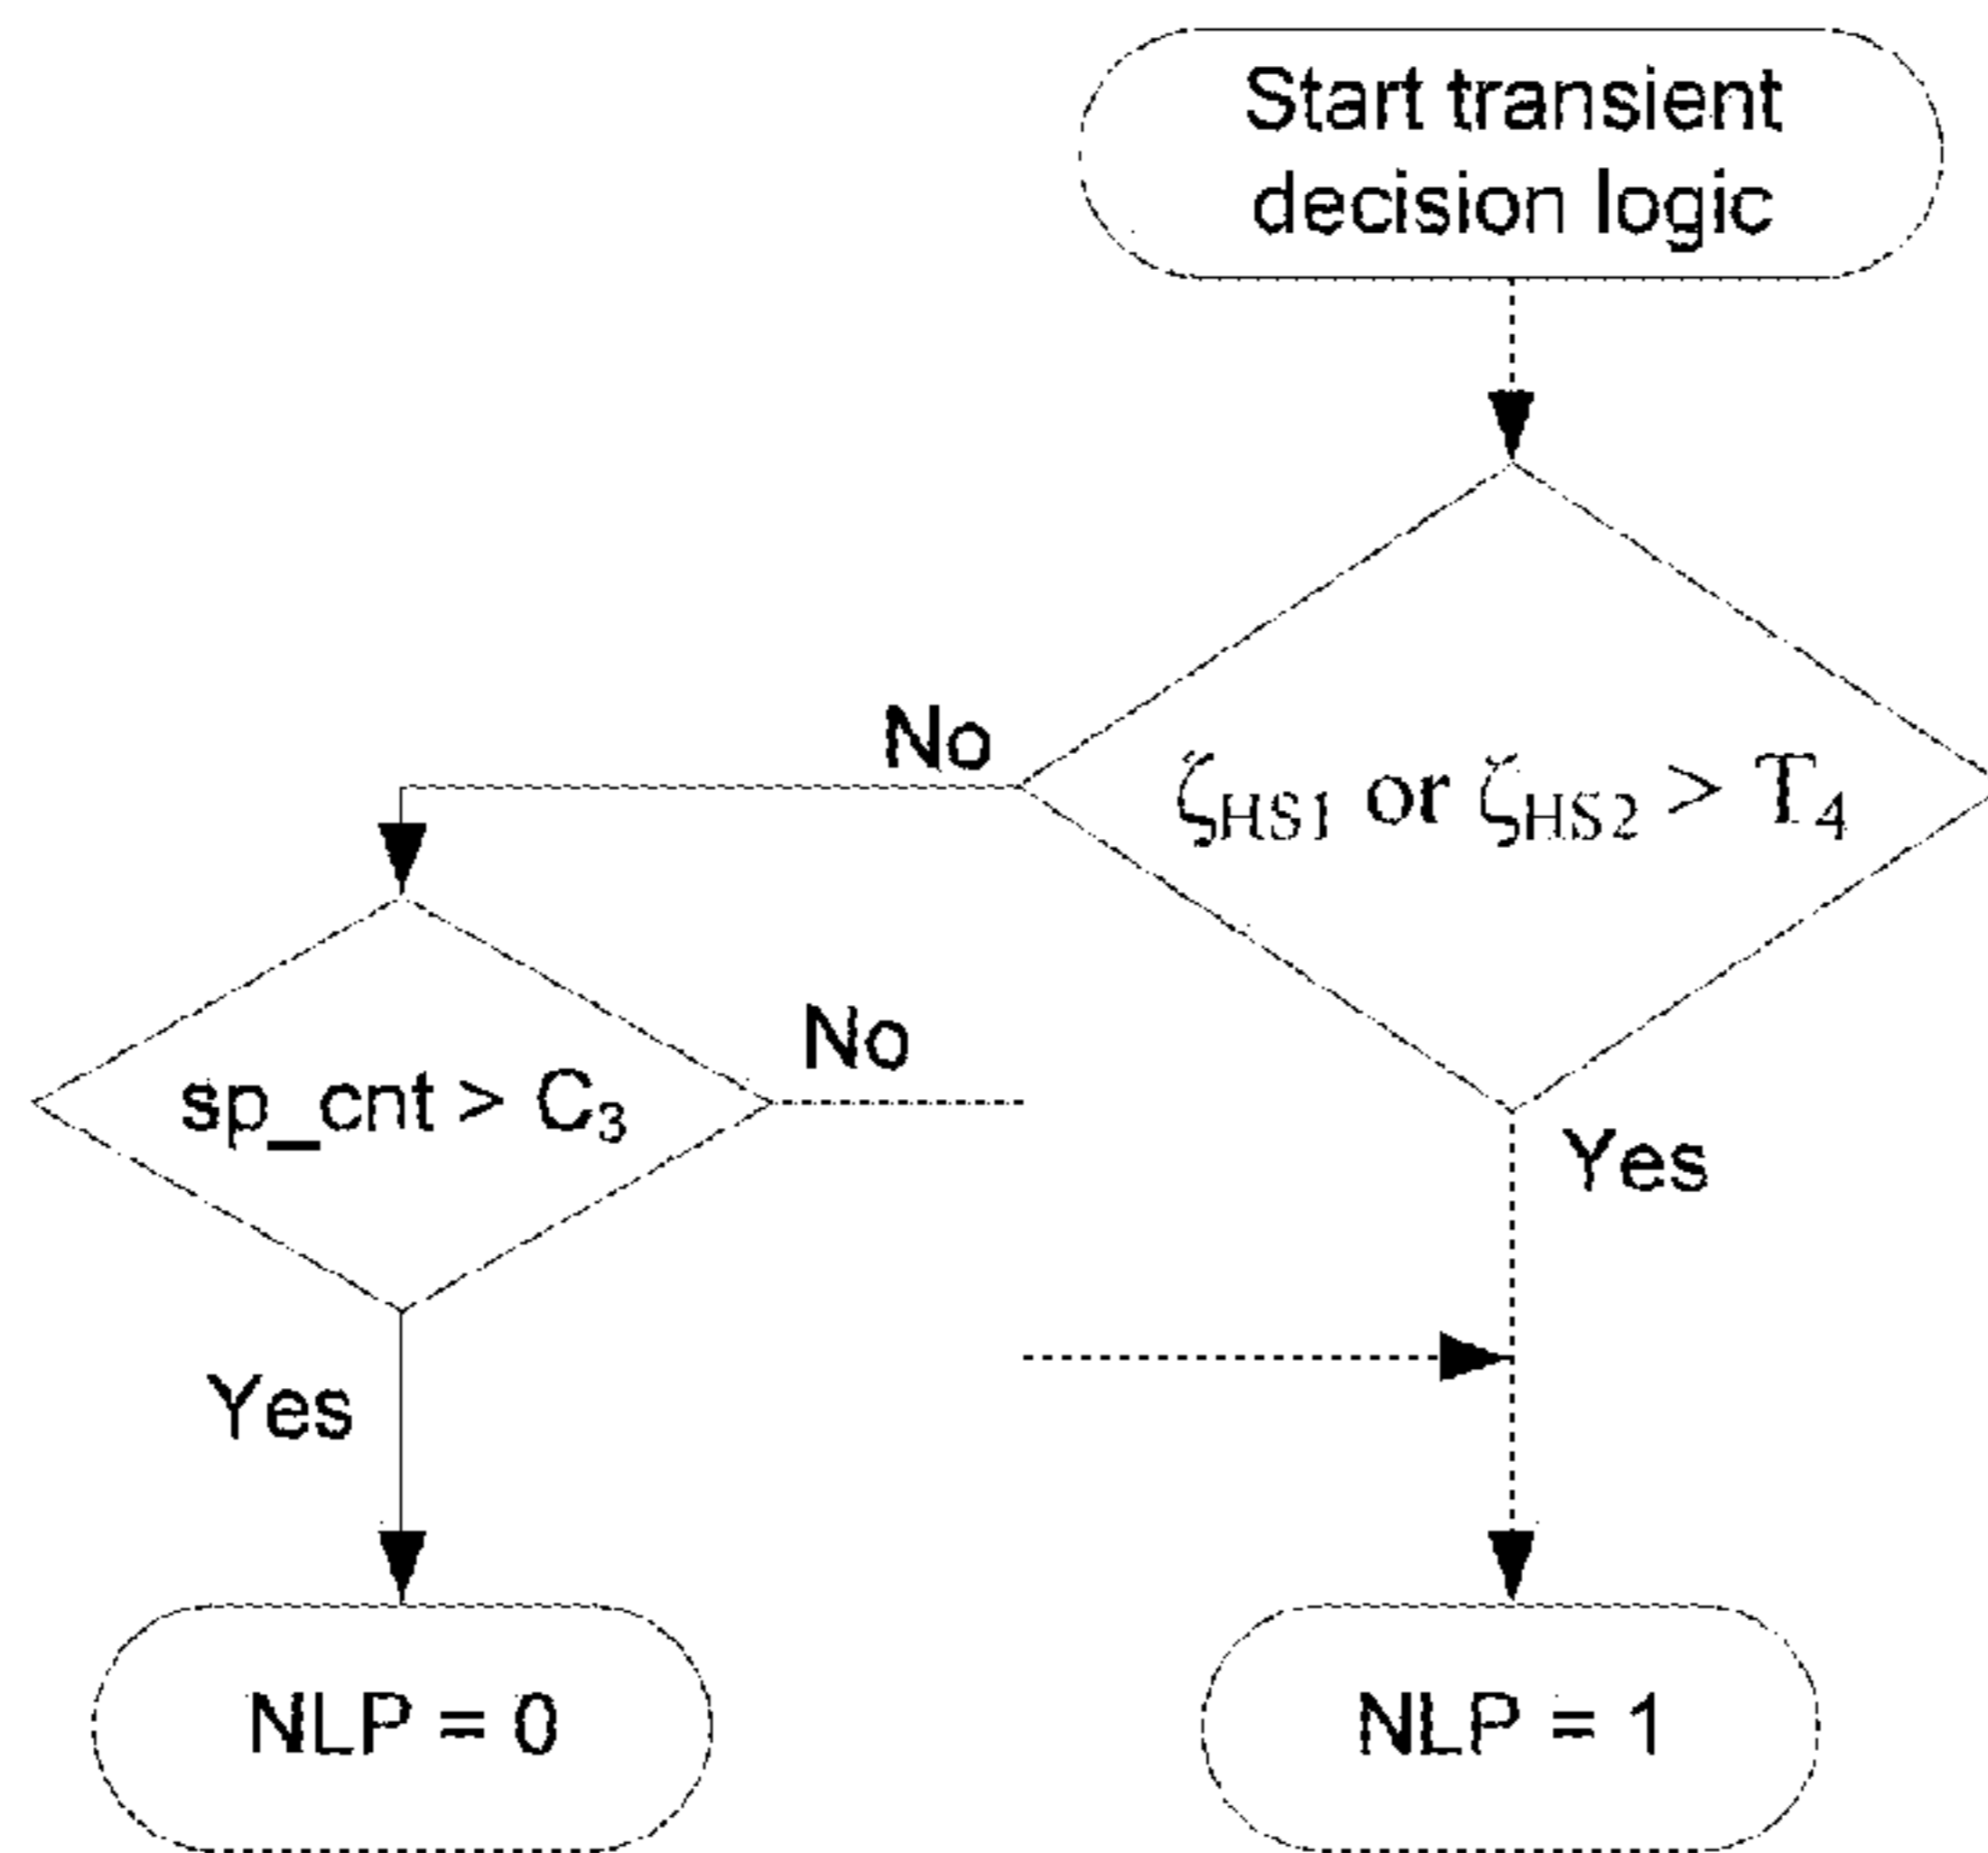 Start transient
decision logic
No
ζHS1 or ζHS2 > T4
No
sp_cnt > C3
Yes
Yes
NLP = 0
NLP = 1